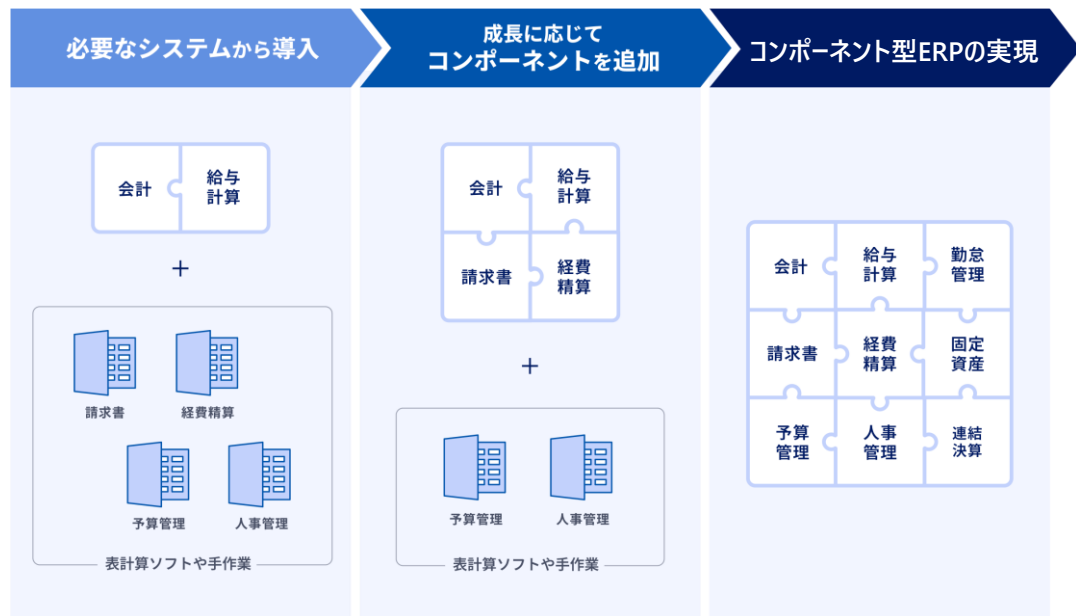 必要なシステムから導入
成長に応じて
コンポーネントを追加
コンポーネント型ERPの実現
会計
給与
計算
+
請求書
経費精算
予算管理
人事管理
表計算ソフトや手作業
会計
給与
計算
請求書
経費
精算
+
予算管理
人事管理
表計算ソフトや手作業
会計
給与
計算
勤怠
管理
請求書
経費
精算
固定
資産
予算
管理
人事
管理
連結
決算